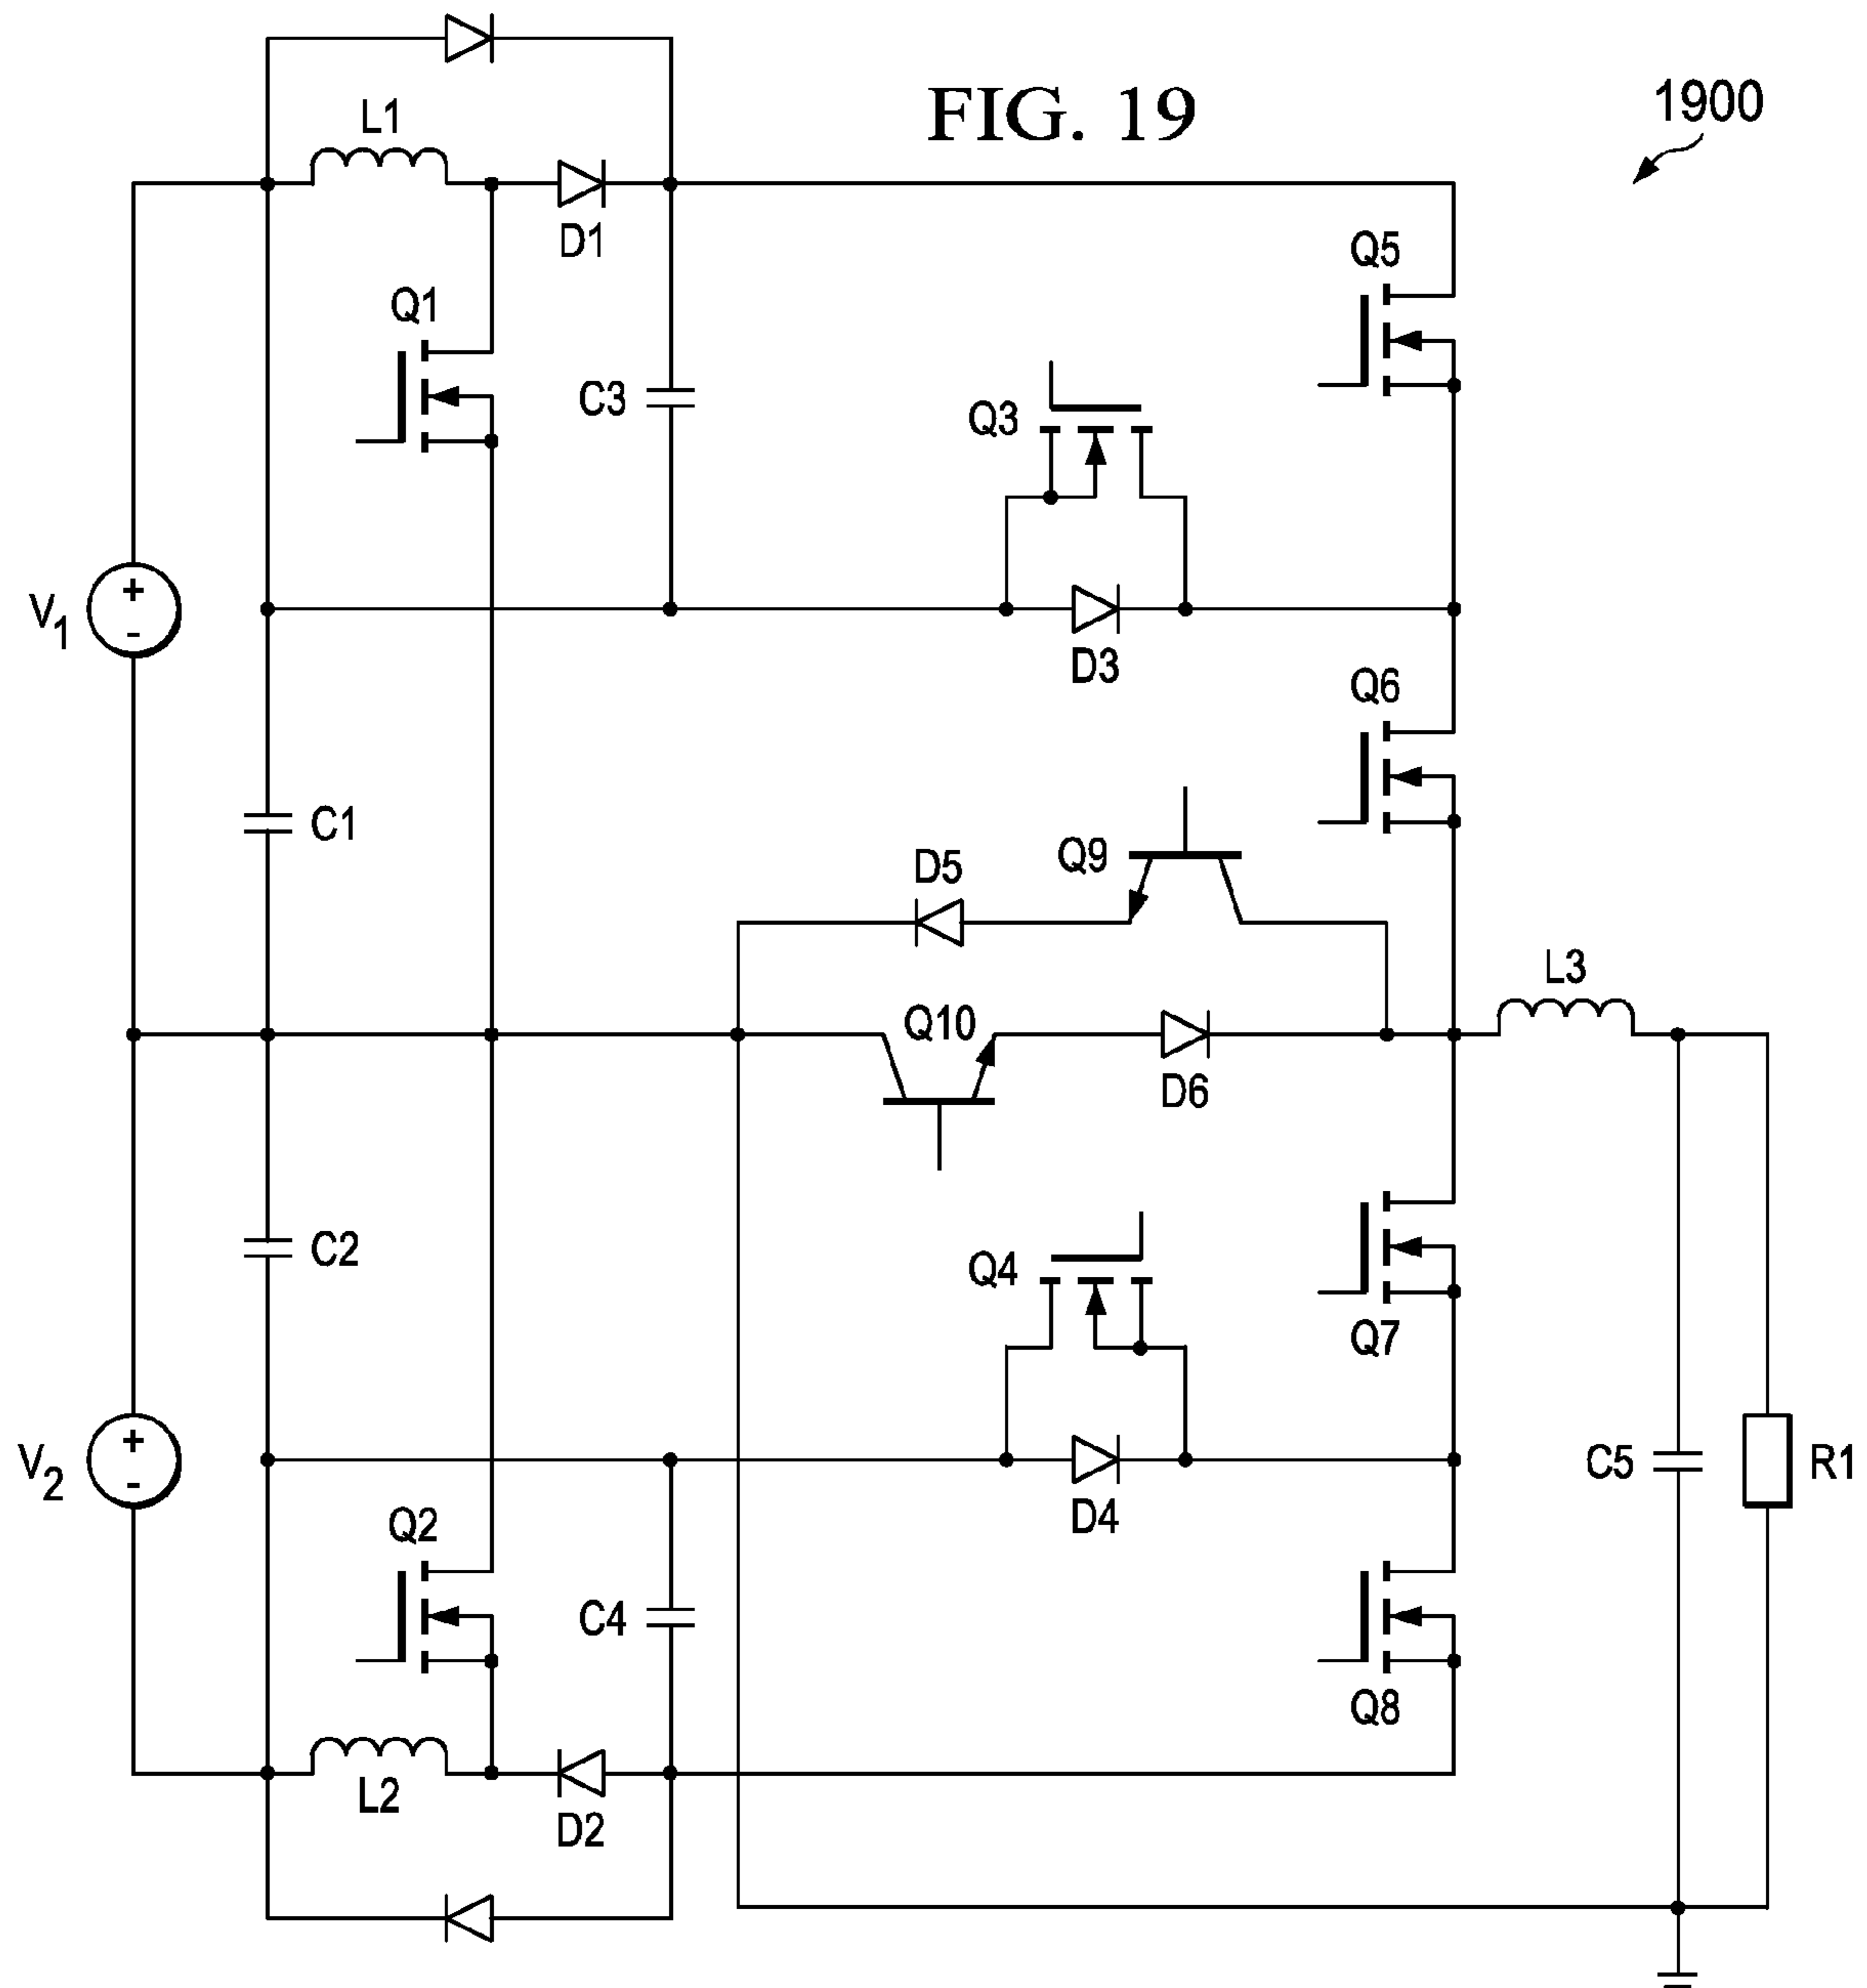 FIG. 19
1900
L1
D1
Q5
Q1
C3
Q3
V1
+
-
D3
Q6
C1
D5
Q9
L3
Q10
D6
C2
Q4
Q7
V2
+
-
D4
C5
R1
Q2
C4
Q8
L2
D2